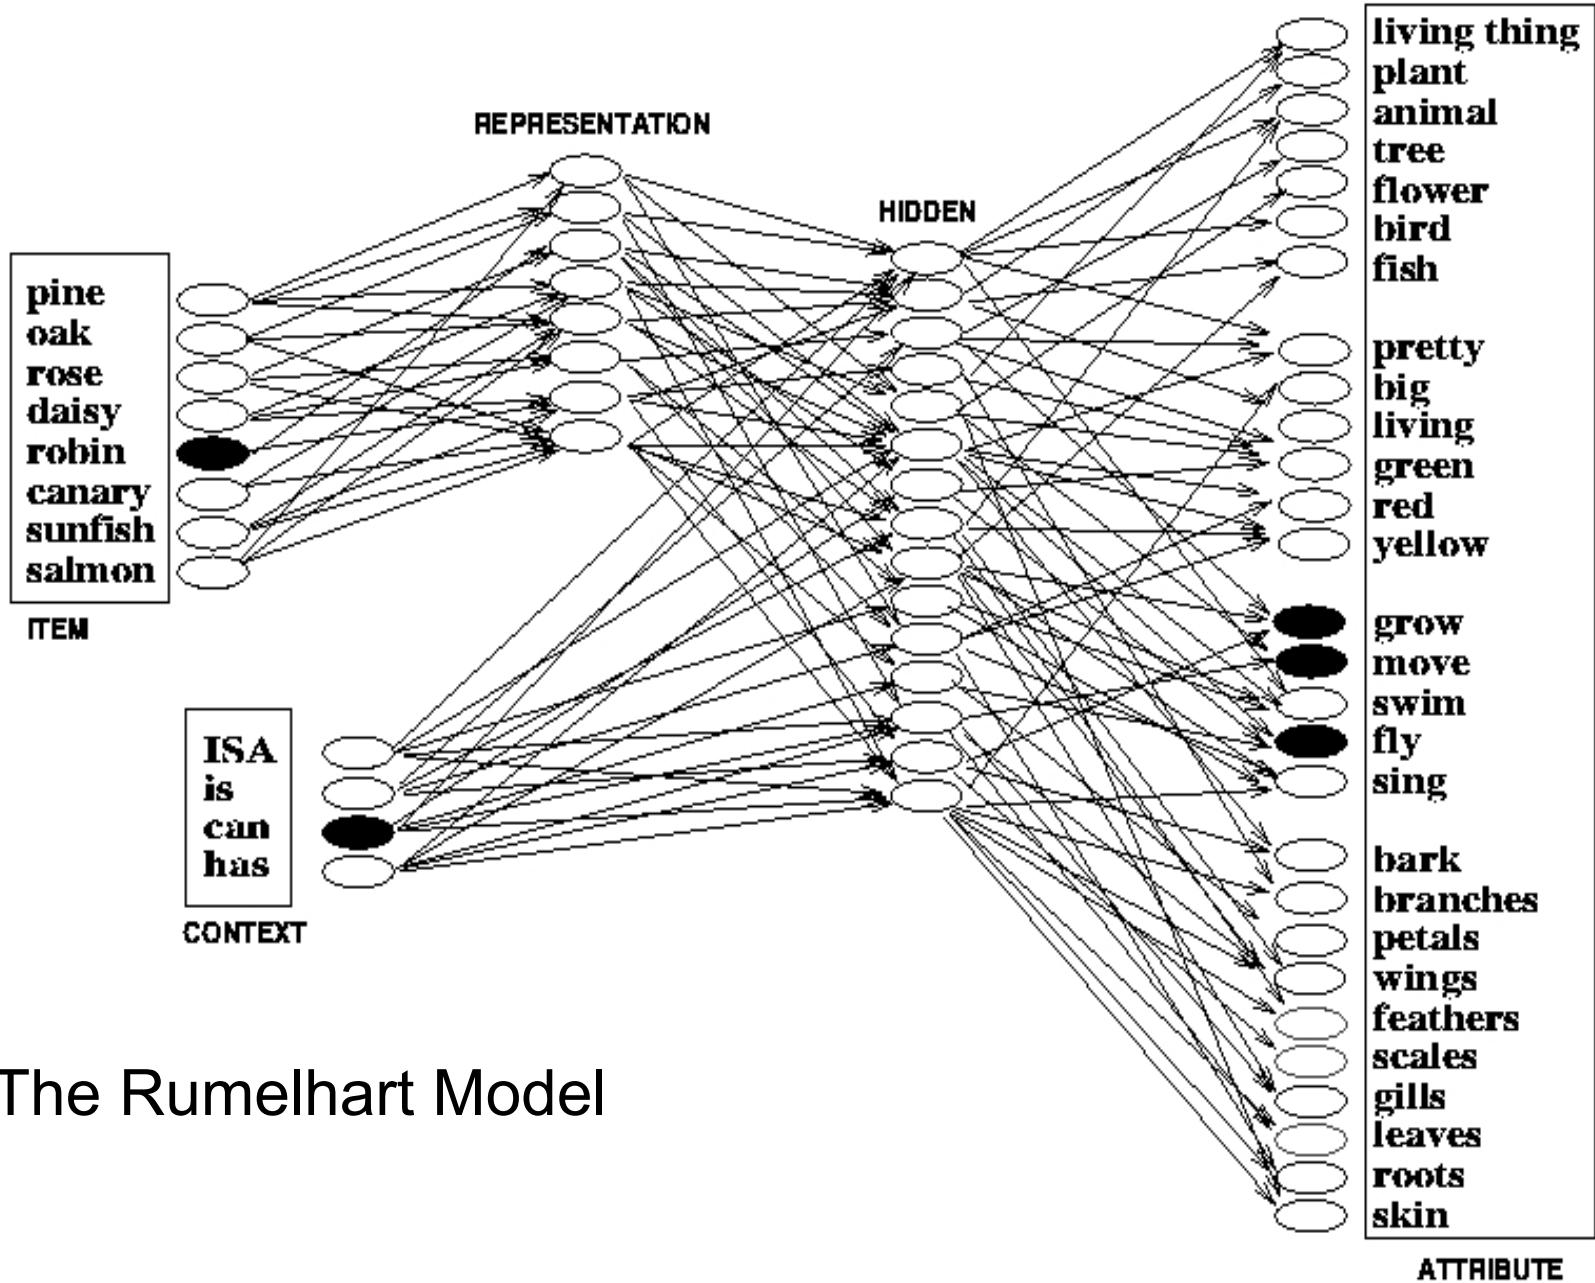 REPRESENTATION
HIDDEN
pine
oak
rose
daisy
robin
canary
sunfish
salmon
ITEM
ISA
is
can
has
CONTEXT
living thing
plant
animal
tree
flower
bird
fish
pretty
big
living
green
red
yellow
grow
move
swim
fly
sing
bark
branches
petals
wings
feathers
scales
gills
leaves
roots
skin
ATTRIBUTE
The Rumelhart Model